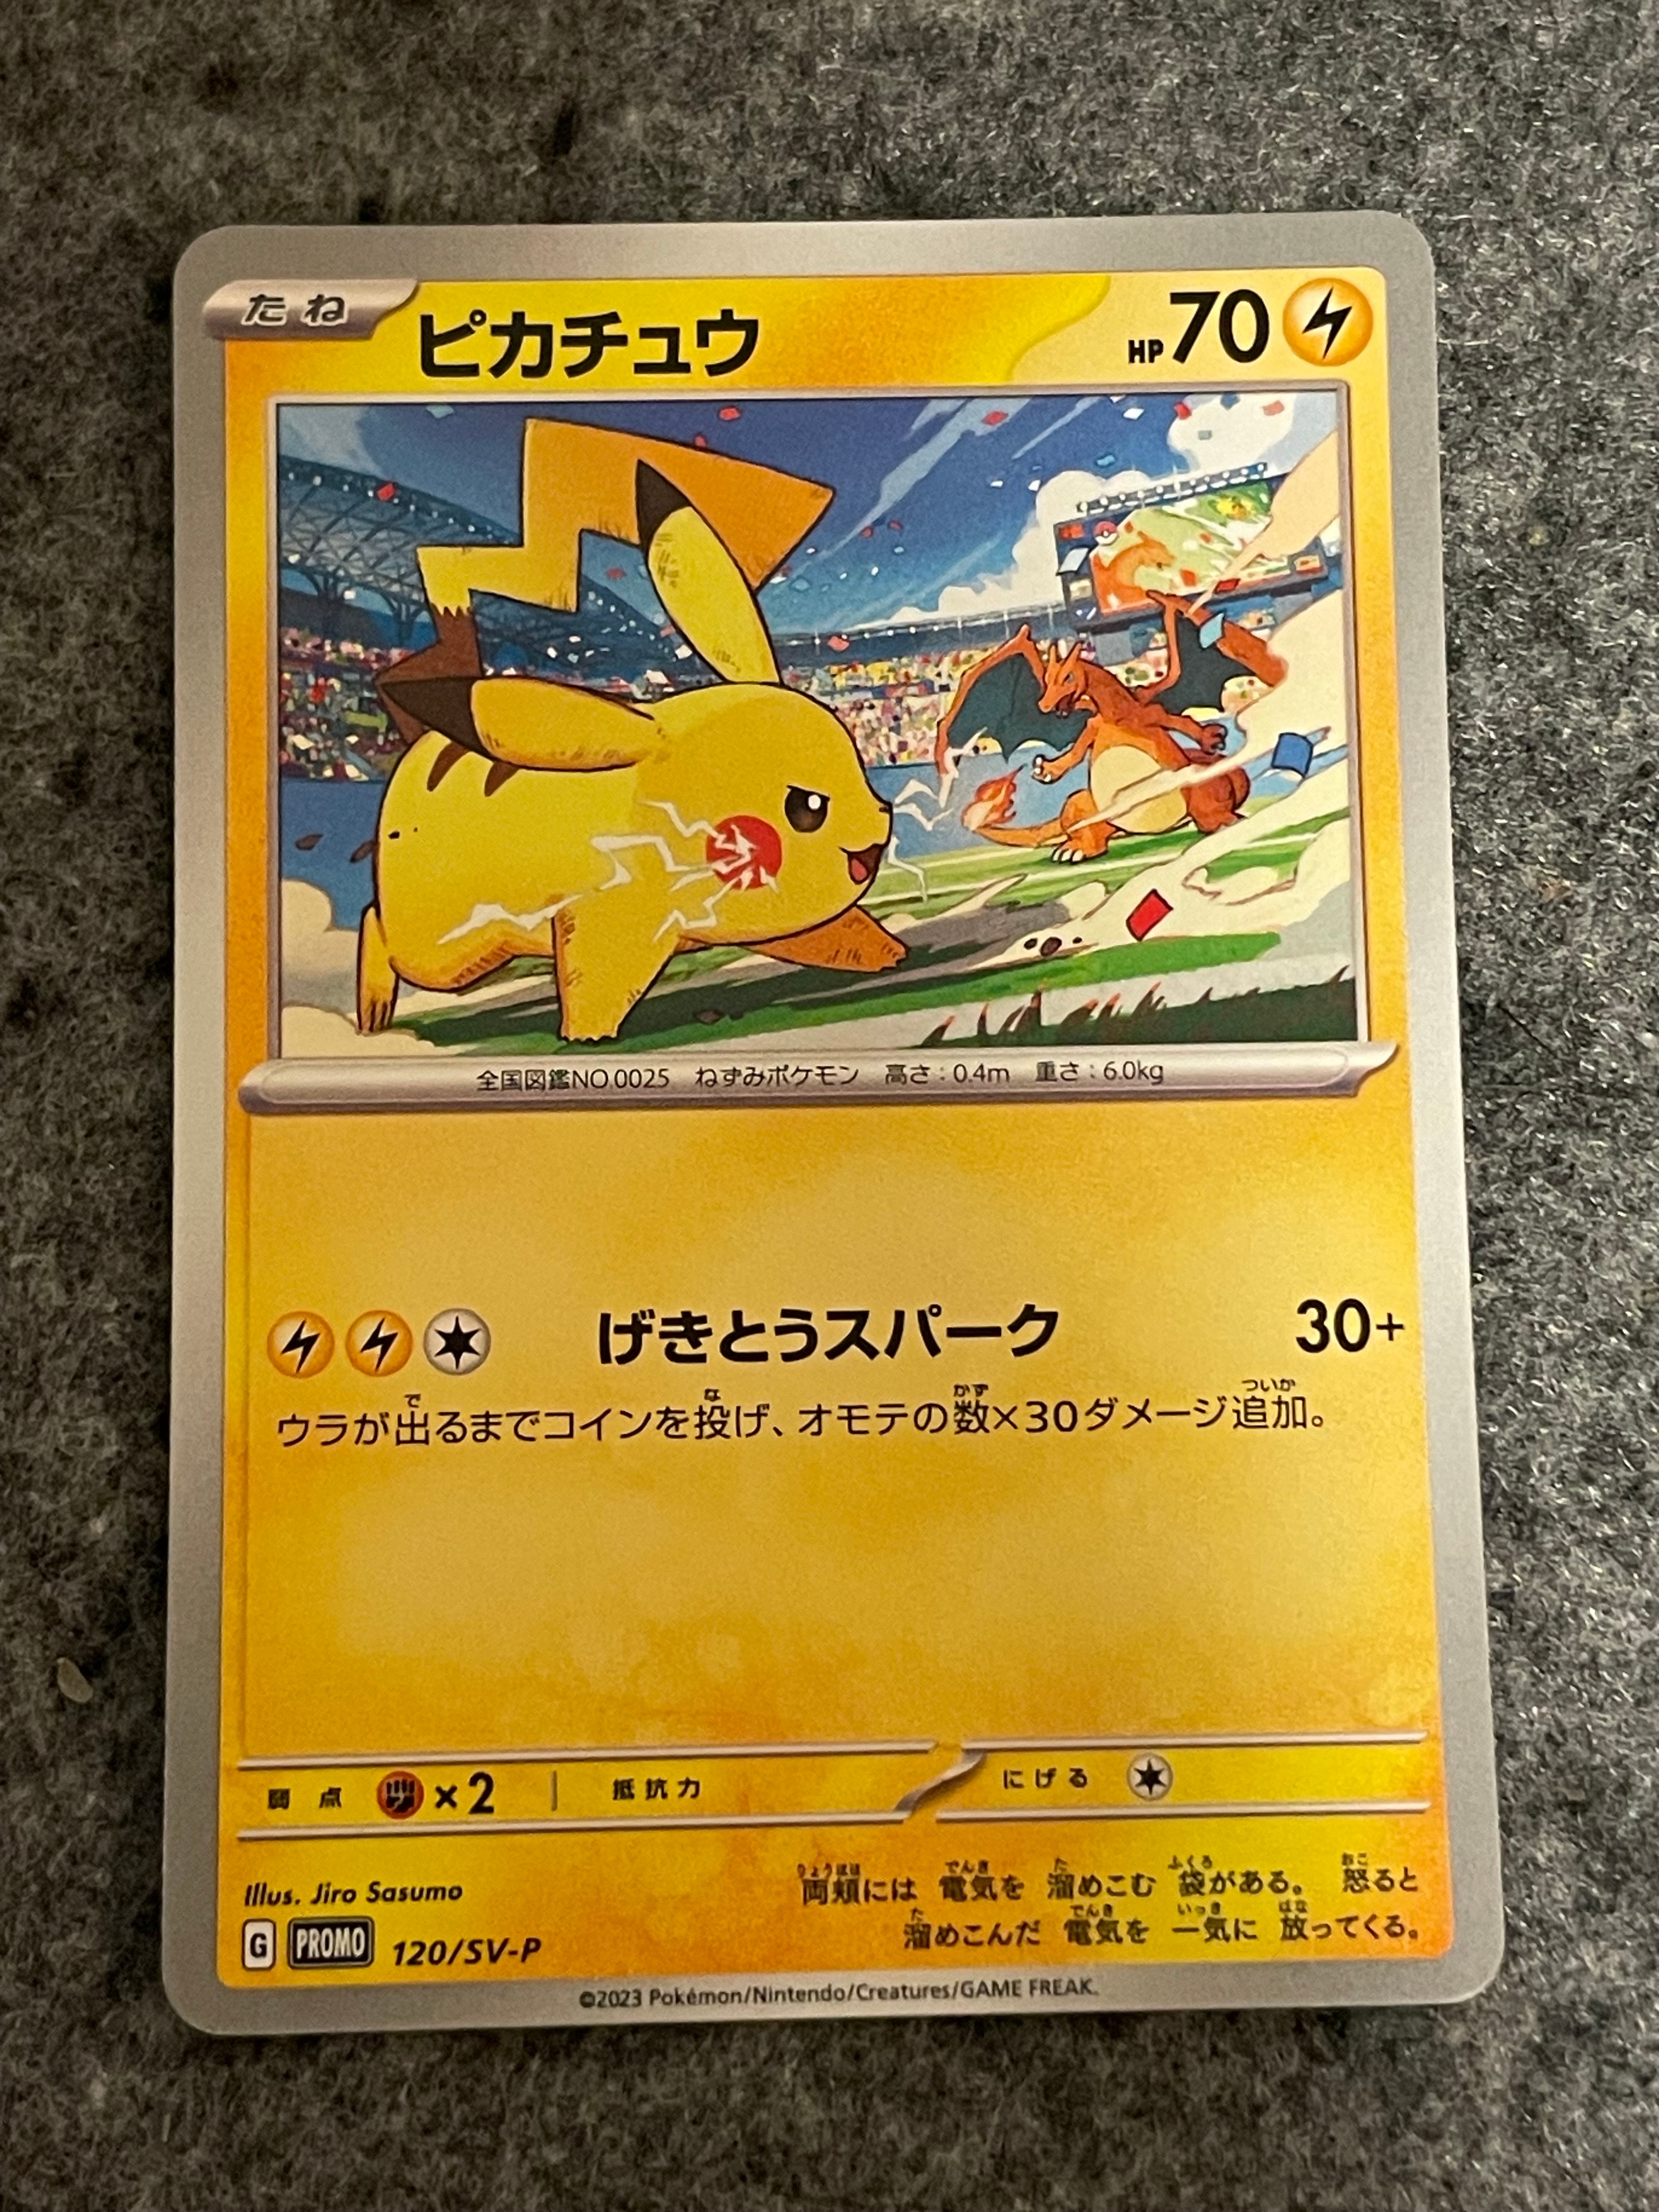 たね
ピカチュウ
HP70
全国図鑑NO.0025 ねずみポケモン 高さ:0.4m 重さ:6.0kg
げきとうスパーク 30+
ウラが出るまでコインを投げ、オモテの数×30ダメージ追加。
弱点 ×2 抵抗力 にげる
Illus. Jiro Sasumo
両頬には 電気を 溜めこむ 袋がある。 怒ると
溜めこんだ 電気を 一気に 放ってくる。
G PROMO 120/SV-P
©2023 Pokémon/Nintendo/Creatures/GAME FREAK.